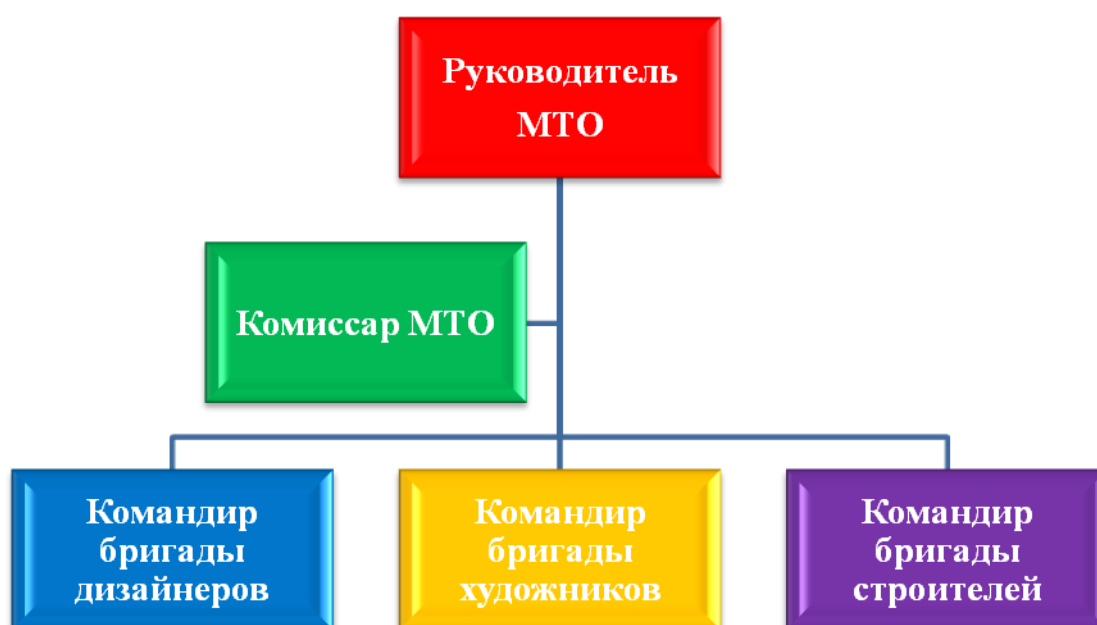 Руководитель
МТО
Комиссар МТО
Командир
бригады
дизайнеров
Командир
бригады
художников
Командир
бригады
строителей